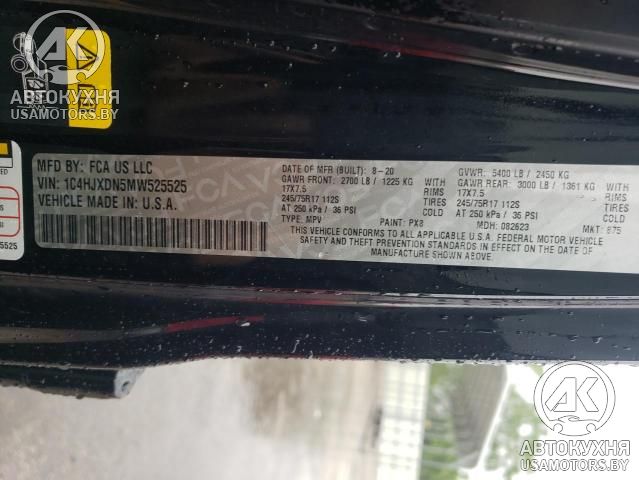 AK
АВТОКУХНЯ
USAMOTORS.BY
MFD BY: FCA US LLC
VIN: 1C4HJXDN5MW525525
VEHICLE MADE IN: U.S.A.
DATE OF MFR (BUILT): 8-20
GVWR: 5400 LB / 2450 KG
GAWR FRONT: 2700 LB / 1225 KG WITH
GAWR REAR: 3000 LB / 1361 KG WITH
17X7.5 RIMS
17X7.5 RIMS
245/75R17 112S TIRES
245/75R17 112S TIRES
AT 250 kPa / 36 PSI COLD
AT 250 kPa / 36 PSI COLD
TYPE: MPV PAINT: PX8 MDH: 082623 MKT: 875
THIS VEHICLE CONFORMS TO ALL APPLICABLE U.S.A. FEDERAL MOTOR VEHICLE
SAFETY AND THEFT PREVENTION STANDARDS IN EFFECT ON THE DATE OF
MANUFACTURE SHOWN ABOVE.
25525
AK
АВТОКУХНЯ
USAMOTORS.BY